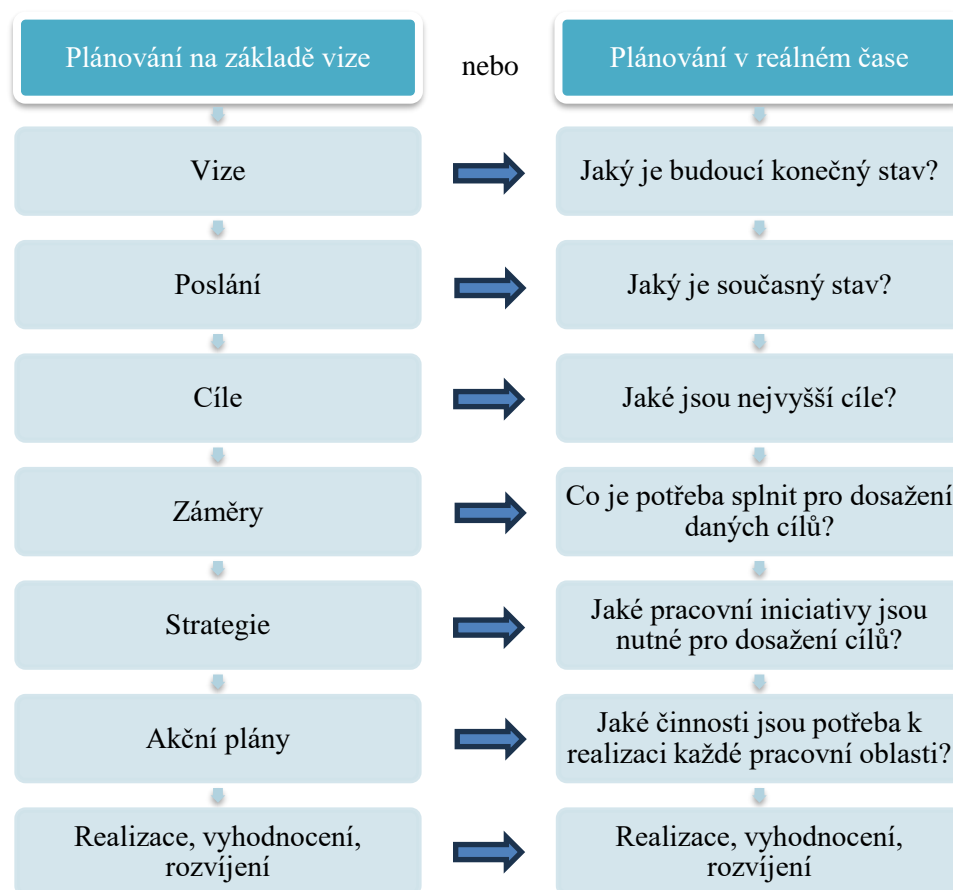 Plánování na základě vize
nebo
Plánování v reálném čase
Vize
Jaký je budoucí konečný stav?
Poslání
Jaký je současný stav?
Cíle
Jaké jsou nejvyšší cíle?
Záměry
Co je potřeba splnit pro dosažení
daných cílů?
Strategie
Jaké pracovní iniciativy jsou
nutné pro dosažení cílů?
Akční plány
Jaké činnosti jsou potřeba k
realizaci každé pracovní oblasti?
Realizace, vyhodnocení,
rozvíjení
Realizace, vyhodnocení,
rozvíjení